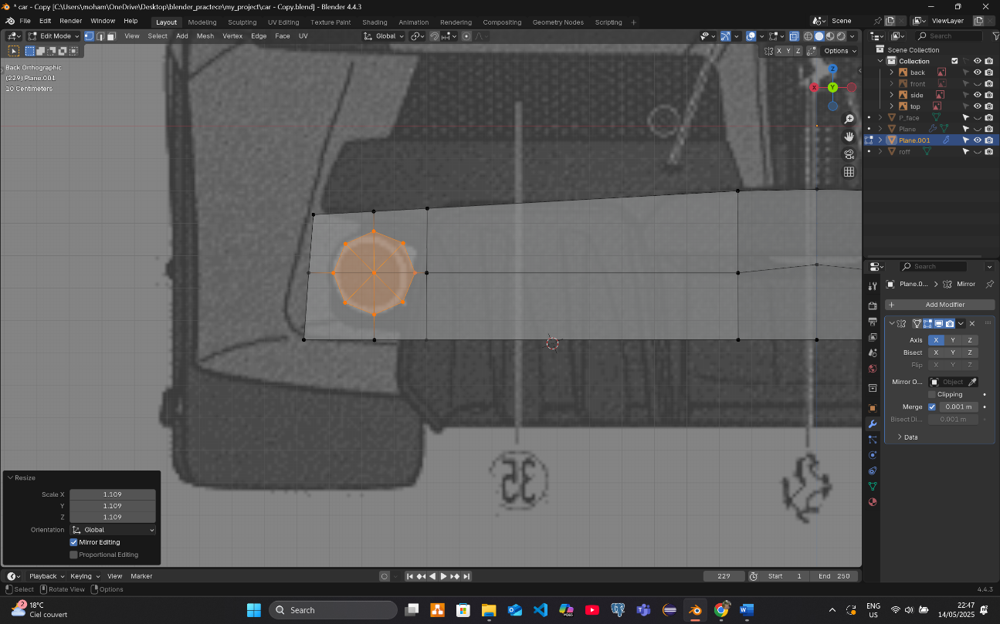 * car - Copy [C:\Users\moham\OneDrive\Desktop\blender_practece\my_project\car - Copy.blend] - Blender 4.4.3
File Edit Render Window Help Layout Modeling Sculpting UV Editing Texture Paint Shading Animation Rendering Compositing Geometry Nodes Scripting + Scene ViewLayer
Edit Mode View Select Add Mesh Vertex Edge Face UV Global Search
X Y Z Options
Back Orthographic
(229) Plane.001
10 Centimeters
Z
X Y
Scene Collection
Collection
back
front
side
top
P_face
Plane
Plane.001
roff
Search
Plane.0... Mirror
+ Add Modifier
Axis X Y Z
Bisect X Y Z
Flip X Y Z
Mirror O... Object
Clipping
Merge 0.001 m
Bisect Di... 0.001 m
Data
35
Resize
Scale X 1.109
Y 1.109
Z 1.109
Orientation Global
Mirror Editing
Proportional Editing
Playback Keying View Marker 229 Start 1 End 250
Select Rotate View Options 4.4.3
2
18°C
Ciel couvert
Search
M365
ENG
US
22:47
14/05/2025